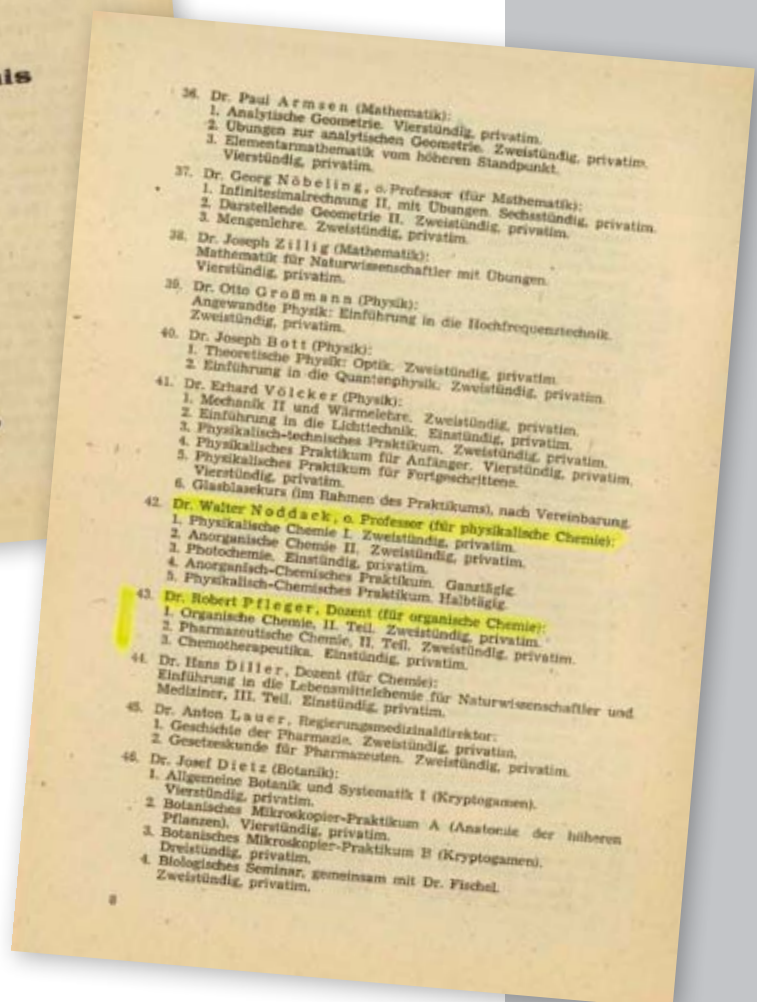 is
36. Dr. Paul Armsen (Mathematik):
1. Analytische Geometrie. Vierstündig, privatim.
2. Übungen zur analytischen Geometrie. Zweistündig, privatim.
3. Elementarmathematik vom höheren Standpunkt.
Vierstündig, privatim.
37. Dr. Georg Nöbeling, o. Professor (für Mathematik):
1. Infinitesimalrechnung II, mit Übungen. Sechsstündig, privatim.
2. Darstellende Geometrie II. Zweistündig, privatim.
3. Mengenlehre. Zweistündig, privatim.
38. Dr. Joseph Zillig (Mathematik):
Mathematik für Naturwissenschaftler mit Übungen.
Vierstündig, privatim.
39. Dr. Otto Großmann (Physik):
Angewandte Physik: Einführung in die Hochfrequenztechnik.
Zweistündig, privatim.
40. Dr. Joseph Bott (Physik):
1. Theoretische Physik: Optik. Zweistündig, privatim.
2. Einführung in die Quantenphysik. Zweistündig, privatim.
41. Dr. Erhard Völcker (Physik):
1. Mechanik II und Wärmelehre. Zweistündig, privatim.
2. Einführung in die Lichttechnik. Einstündig, privatim.
3. Physikalisch-technisches Praktikum. Zweistündig, privatim.
4. Physikalisches Praktikum für Anfänger. Vierstündig, privatim.
5. Physikalisches Praktikum für Fortgeschrittene.
Vierstündig, privatim.
6. Glasblasekurs (im Rahmen des Praktikums), nach Vereinbarung.
42. Dr. Walter Noddack, o. Professor (für physikalische Chemie):
1. Physikalische Chemie I. Zweistündig, privatim.
2. Anorganische Chemie II. Zweistündig, privatim.
3. Photochemie. Einstündig, privatim.
4. Anorganisch-Chemisches Praktikum. Ganztägig.
5. Physikalisch-Chemisches Praktikum. Halbtägig.
43. Dr. Robert Pfleger, Dozent (für organische Chemie):
1. Organische Chemie, II. Teil. Zweistündig, privatim.
2. Pharmazeutische Chemie, II. Teil. Zweistündig, privatim.
3. Chemotherapeutika. Einstündig, privatim.
44. Dr. Hans Diller, Dozent (für Chemie):
Einführung in die Lebensmittelchemie für Naturwissenschaftler und
Mediziner, III. Teil. Einstündig, privatim.
45. Dr. Anton Lauer, Regierungsmedizinaldirektor:
1. Geschichte der Pharmazie. Zweistündig, privatim.
2. Gesetzeskunde für Pharmazeuten. Zweistündig, privatim.
46. Dr. Josef Dietz (Botanik):
1. Allgemeine Botanik und Systematik I (Kryptogamen).
Vierstündig, privatim.
2. Botanisches Mikroskopier-Praktikum A (Anatomie der höheren
Pflanzen). Vierstündig, privatim.
3. Botanisches Mikroskopier-Praktikum B (Kryptogamen).
Dreistündig, privatim.
4. Biologisches Seminar, gemeinsam mit Dr. Fischel.
Zweistündig, privatim.
8